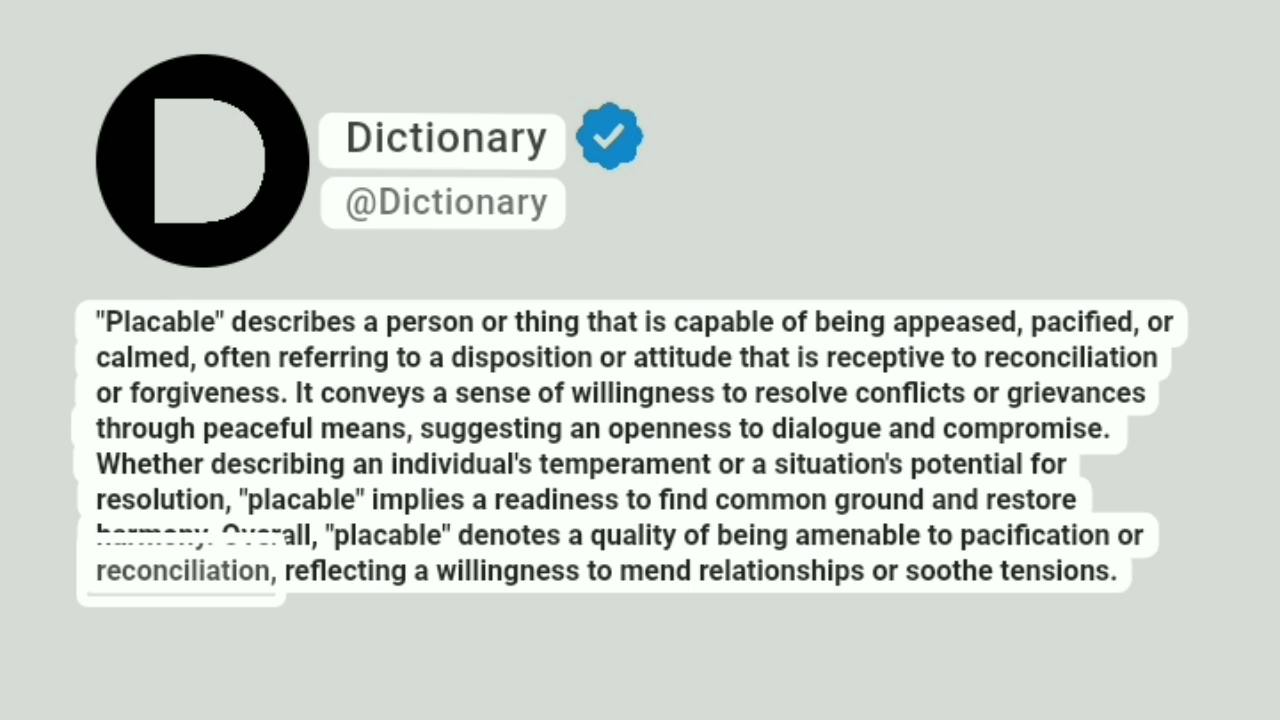 D
Dictionary
@Dictionary
"Placable" describes a person or thing that is capable of being appeased, pacified, or
calmed, often referring to a disposition or attitude that is receptive to reconciliation
or forgiveness. It conveys a sense of willingness to resolve conflicts or grievances
through peaceful means, suggesting an openness to dialogue and compromise.
Whether describing an individual's temperament or a situation's potential for
resolution, "placable" implies a readiness to find common ground and restore
harmony. Overall, "placable" denotes a quality of being amenable to pacification or
reconciliation, reflecting a willingness to mend relationships or soothe tensions.